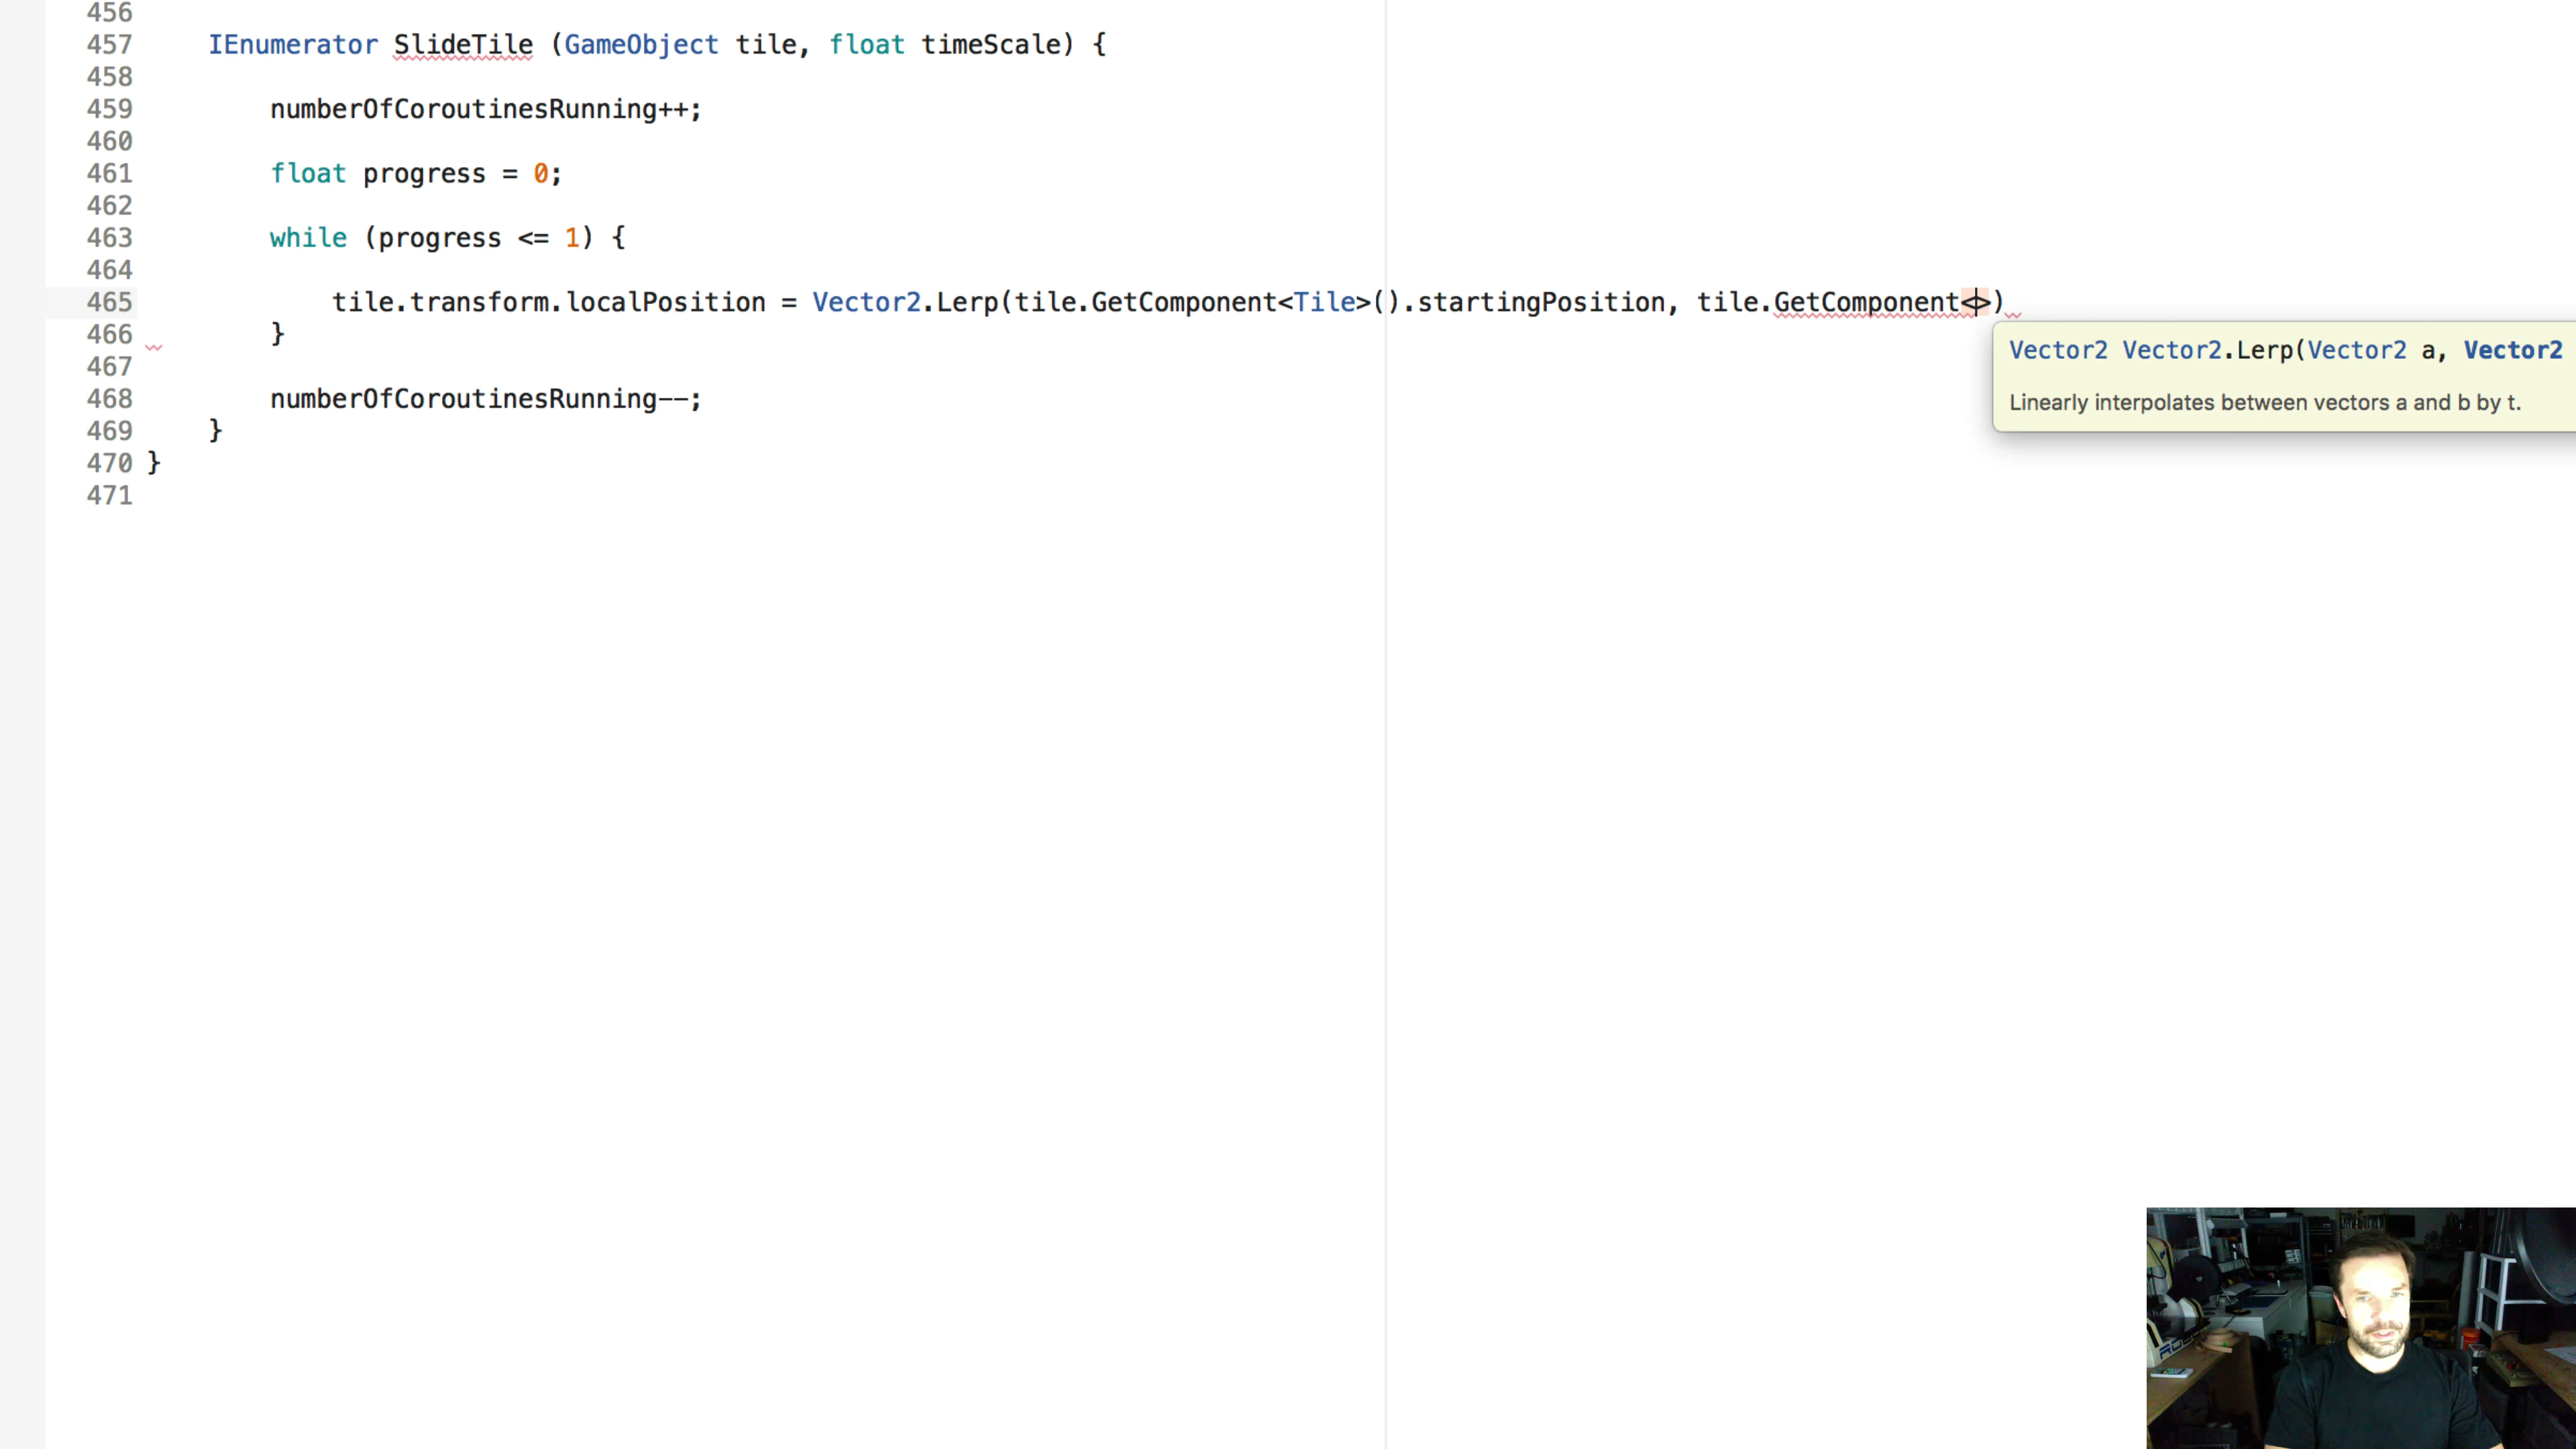 456
457 IEnumerator SlideTile (GameObject tile, float timeScale) {
458
459 numberOfCoroutinesRunning++;
460
461 float progress = 0;
462
463 while (progress <= 1) {
464
465 tile.transform.localPosition = Vector2.Lerp(tile.GetComponent<Tile>().startingPosition, tile.GetComponent<>)
466 }
Vector2 Vector2.Lerp(Vector2 a, Vector2
467
468 numberOfCoroutinesRunning--;
Linearly interpolates between vectors a and b by t.
469 }
470 }
471